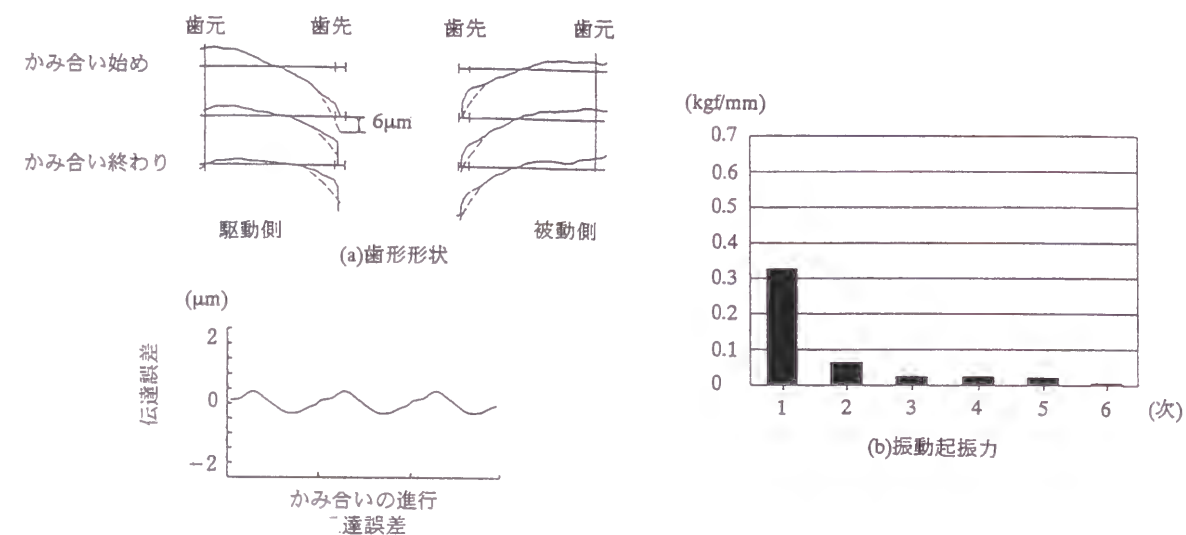 歯元 歯先 歯先 歯元
かみ合い始め
6μm
かみ合い終わり
駆動側 被動側
(a)歯形形状
(μm)
伝達誤差
2
0
−2
かみ合いの進行
達誤差
(kgf/mm)
0.7
0.6
0.5
0.4
0.3
0.2
0.1
0
1 2 3 4 5 6 (次)
(b)振動起振力